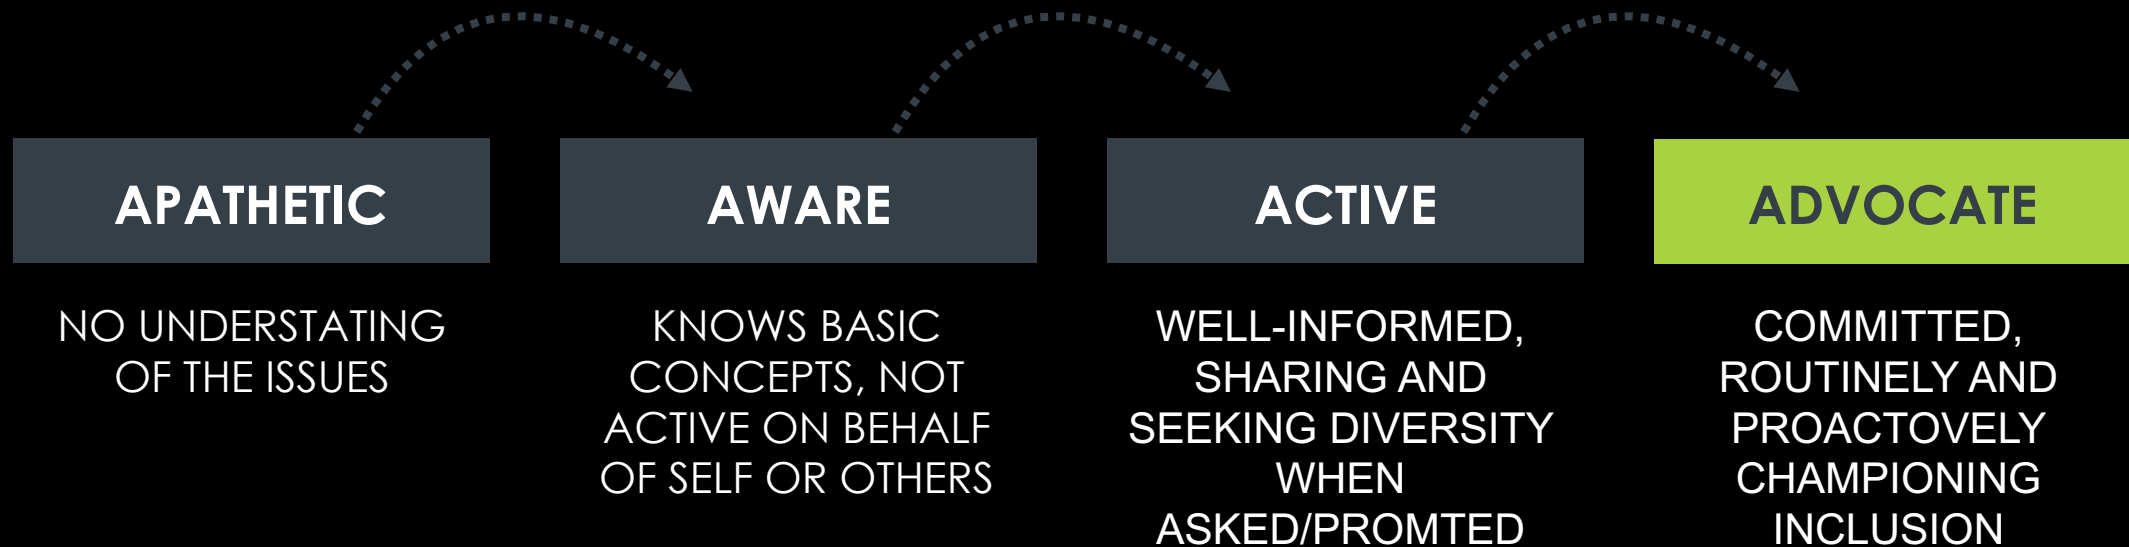 APATHETIC
NO UNDERSTATING
OF THE ISSUES
AWARE
KNOWS BASIC
CONCEPTS, NOT
ACTIVE ON BEHALF
OF SELF OR OTHERS
ACTIVE
WELL-INFORMED,
SHARING AND
SEEKING DIVERSITY
WHEN
ASKED/PROMTED
ADVOCATE
COMMITTED,
ROUTINELY AND
PROACTOVELY
CHAMPIONING
INCLUSION